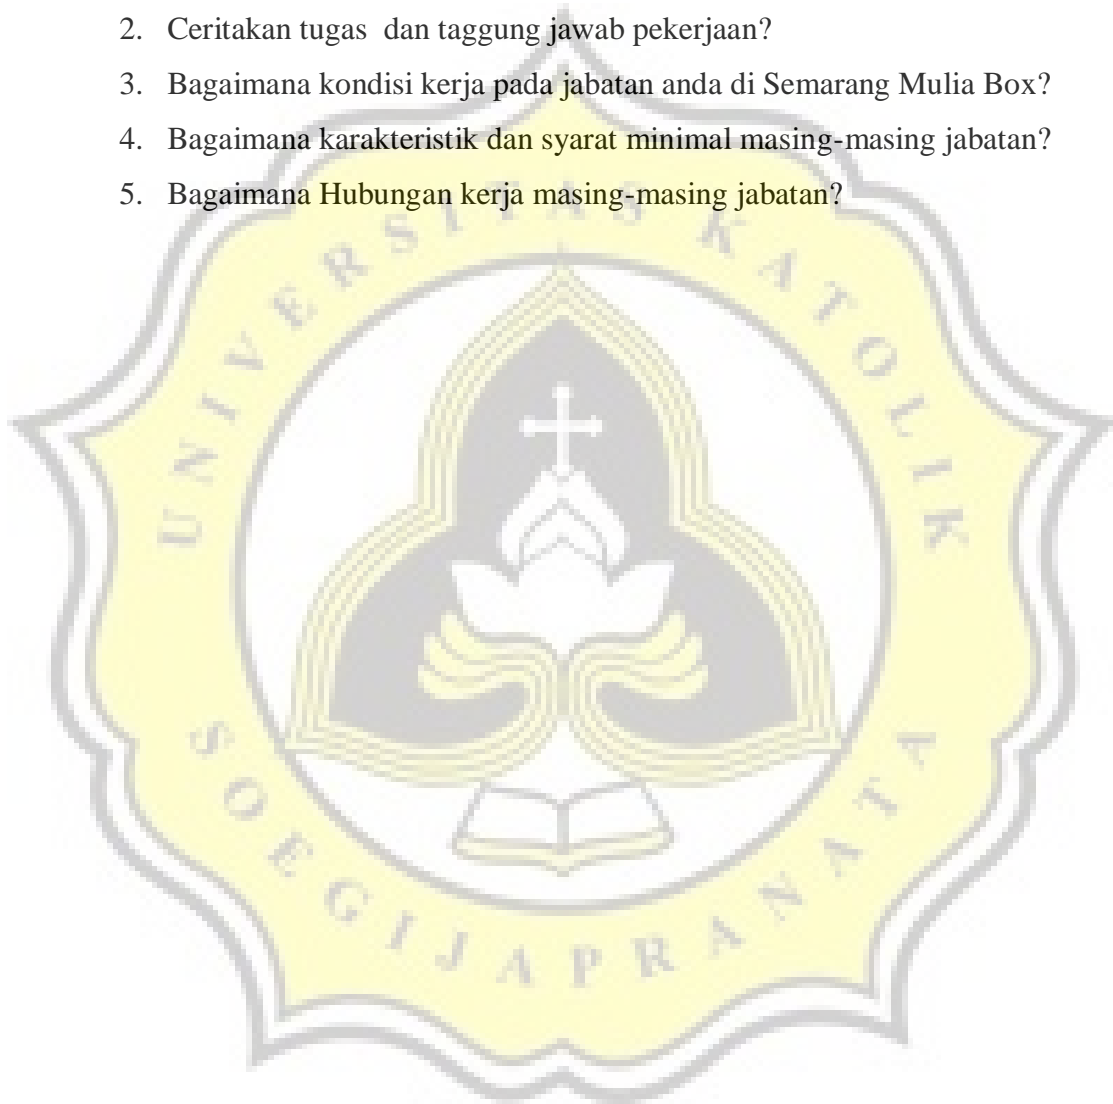 2. Ceritakan tugas  dan taggung jawab pekerjaan?
3. Bagaimana kondisi kerja pada jabatan anda di Semarang Mulia Box?
4. Bagaimana karakteristik dan syarat minimal masing-masing jabatan?
5. Bagaimana Hubungan kerja masing-masing jabatan?
UNIVERSITAS KATOLIK
SOEGIJAPRANATA